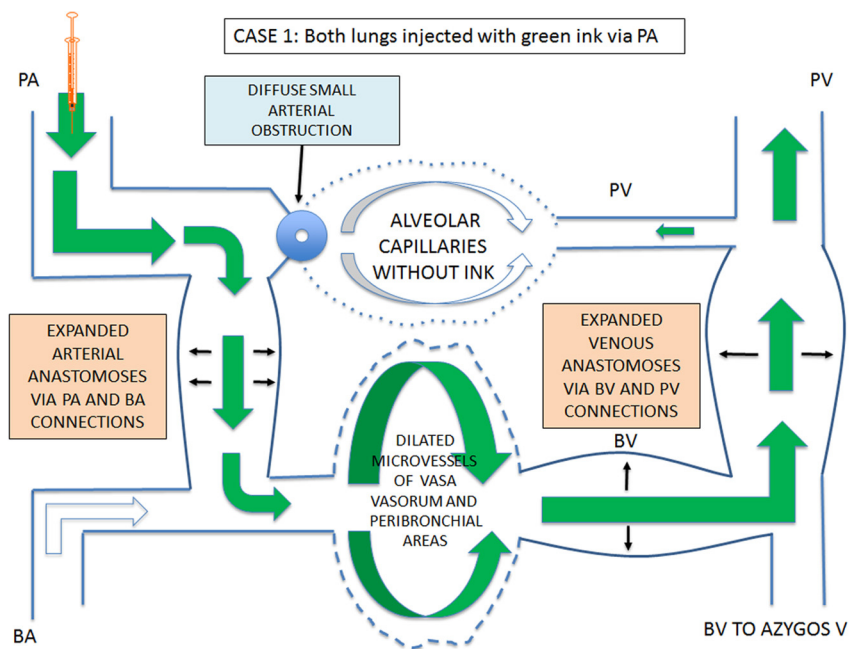 CASE 1: Both lungs injected with green ink via PA
PA
PV
DIFFUSE SMALL
ARTERIAL
OBSTRUCTION
PV
ALVEOLAR
CAPILLARIES
WITHOUT INK
EXPANDED
ARTERIAL
ANASTOMOSES
VIA PA AND BA
CONNECTIONS
EXPANDED
VENOUS
ANASTOMOSES
VIA BV AND PV
CONNECTIONS
BV
DILATED
MICROVESSELS
OF VASA
VASORUM AND
PERIBRONCHIAL
AREAS
BA
BV TO AZYGOS V